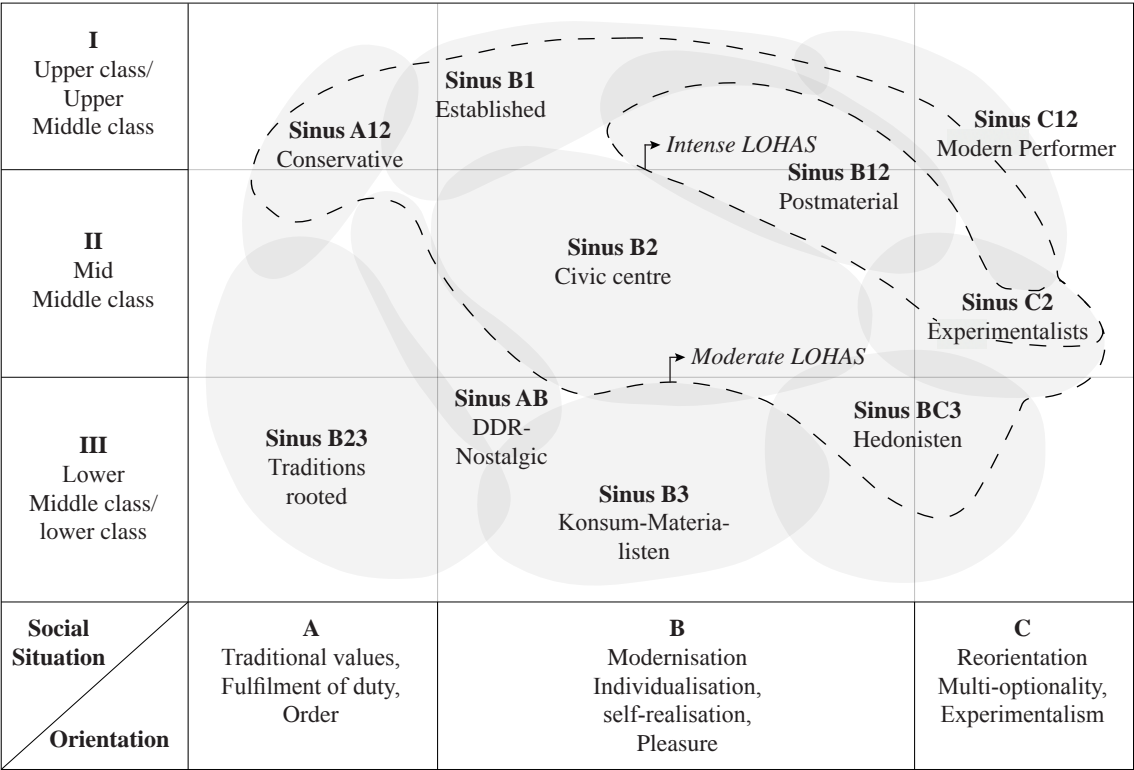 I
Upper class/
Upper
Middle class
II
Mid
Middle class
III
Lower
Middle class/
lower class
Sinus B1
Established
Sinus A12
Conservative
Intense LOHAS
Sinus B12
Postmaterial
Sinus C12
Modern Performer
Sinus B2
Civic centre
Sinus C2
Experimentalists
Moderate LOHAS
Sinus AB
DDR-
Nostalgic
Sinus BC3
Hedonisten
Sinus B23
Traditions
rooted
Sinus B3
Konsum-Materia-
listen
Social
Situation
Orientation
A
Traditional values,
Fulfilment of duty,
Order
B
Modernisation
Individualisation,
self-realisation,
Pleasure
C
Reorientation
Multi-optionality,
Experimentalism